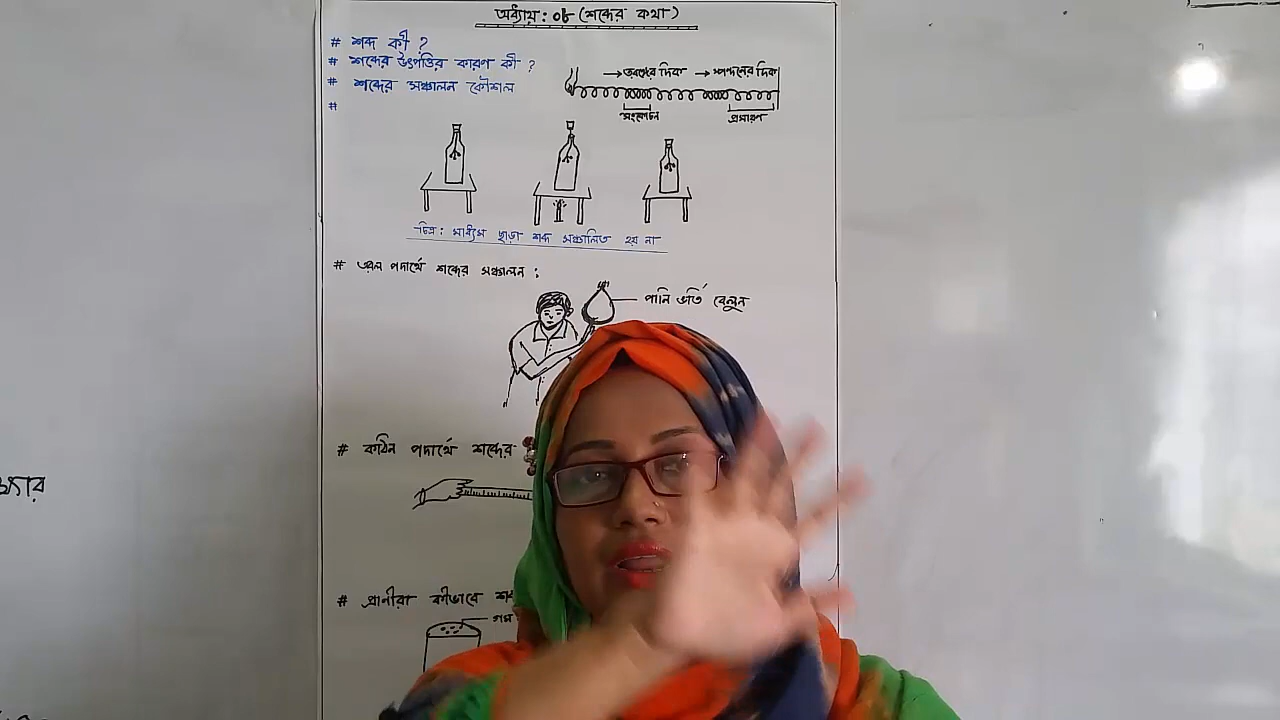 অধ্যায় : ০৮ (শব্দের কথা)
# শব্দ কী ?
# শব্দের উৎপত্তির কারণ কী ?
# শব্দের সঞ্চালন কৌশল
#
→তরঙ্গের দিক → স্পন্দনের দিক
সংকোচন প্রসারণ
চিত্র : মাধ্যম ছাড়া শব্দ সঞ্চালিত হয় না
# তরল পদার্থে শব্দের সঞ্চালন :
পানি ভর্তি বেলুন
# কঠিন পদার্থে শব্দের
# প্রাণীরা কীভাবে